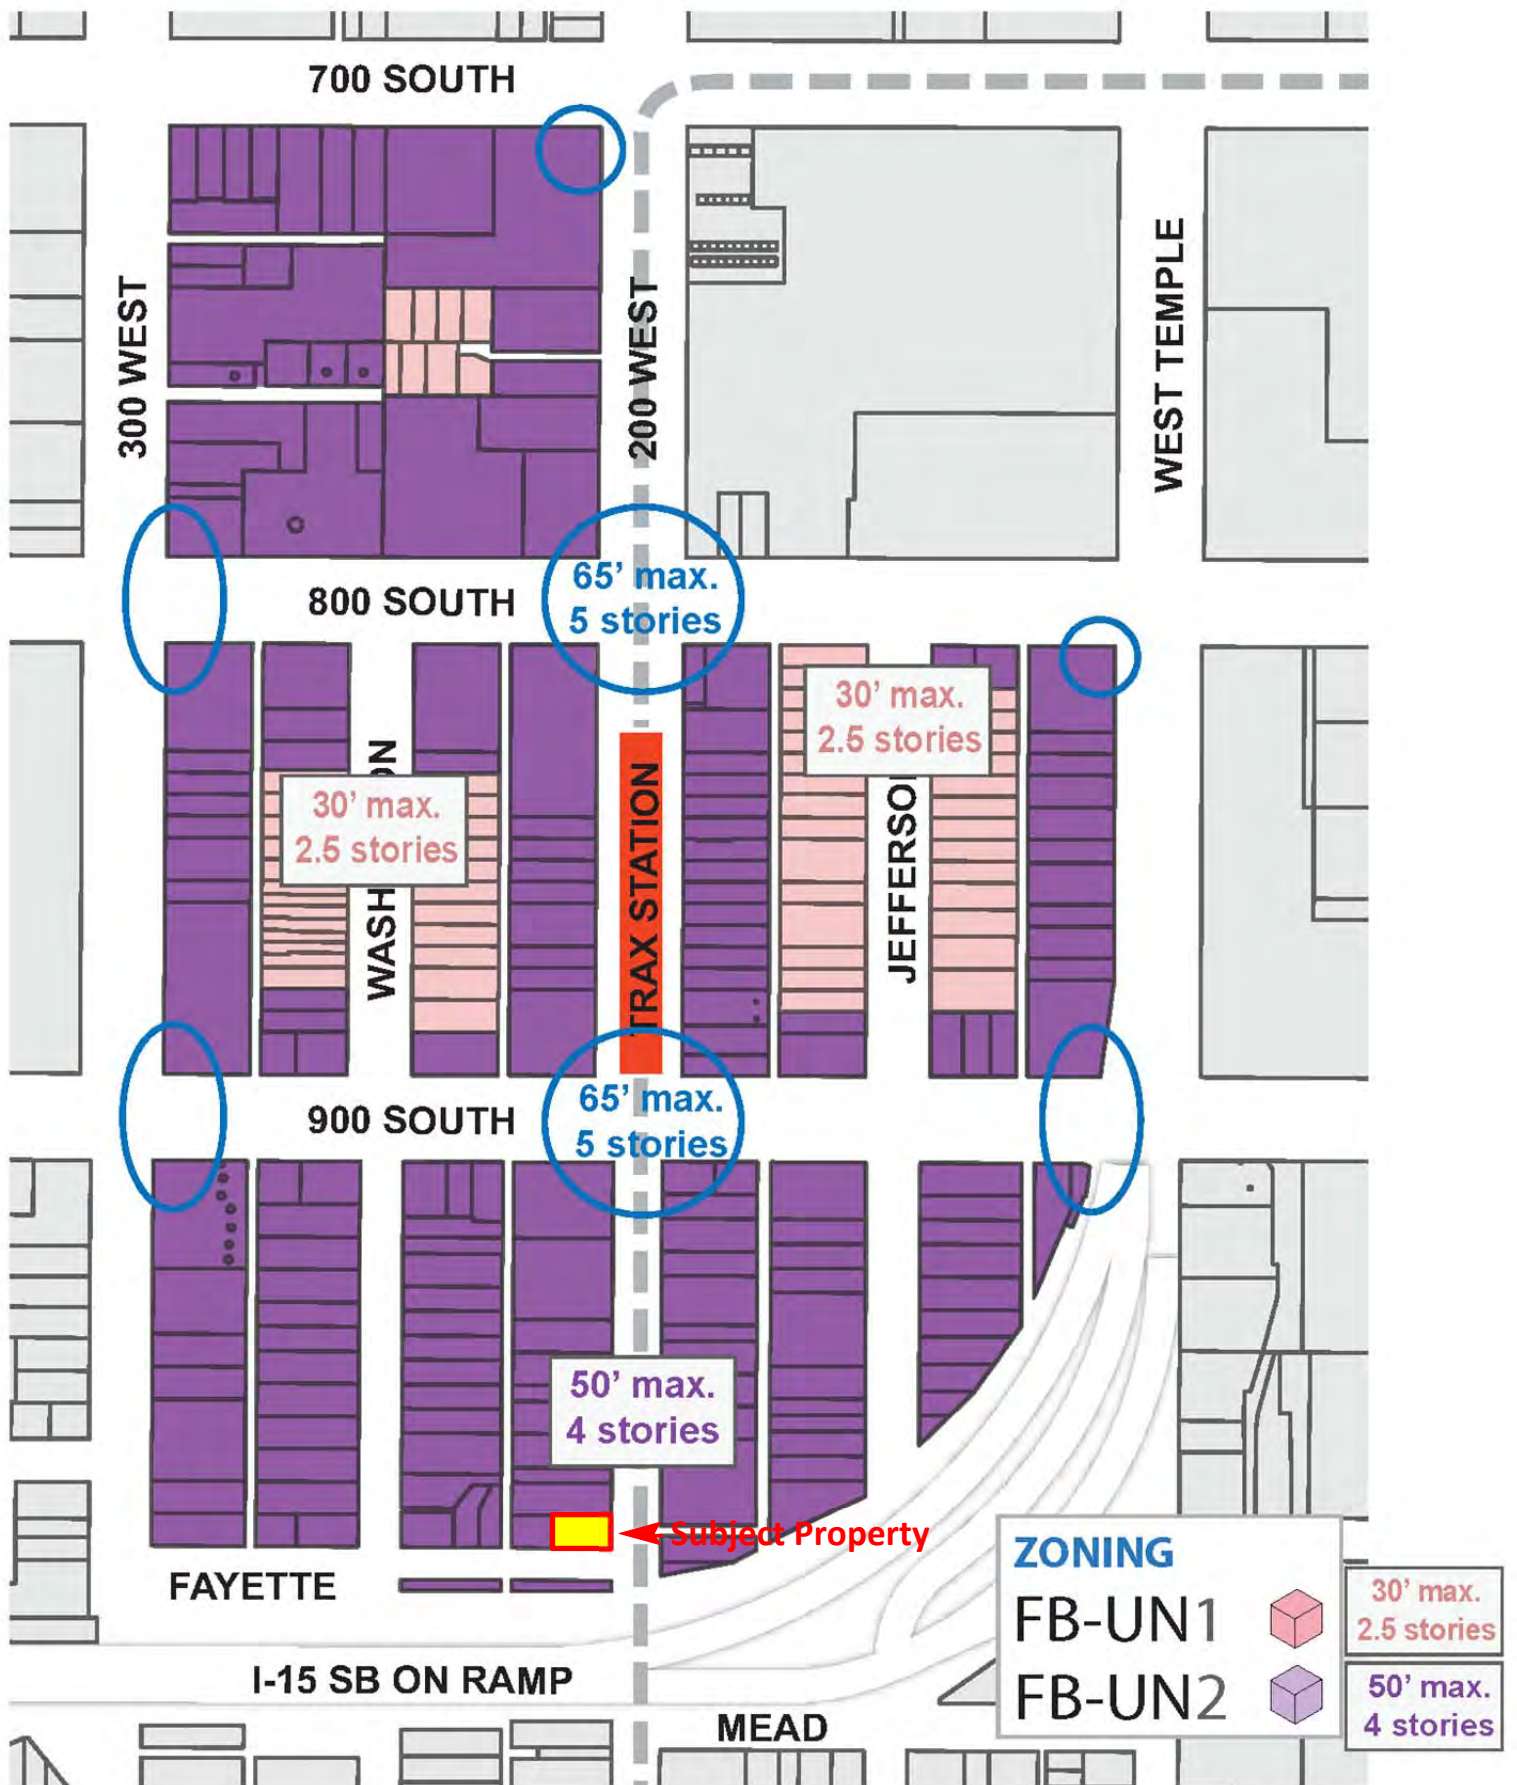 700 SOUTH
300 WEST
200 WEST
WEST TEMPLE
65' max.
5 stories
800 SOUTH
30' max.
2.5 stories
30' max.
2.5 stories
JEFFERSO
TRAX STATION
65' max.
5 stories
900 SOUTH
50' max.
4 stories
Subject Property
FAYETTE
ZONING
FB-UN1
30' max.
2.5 stories
FB-UN2
50' max.
4 stories
I-15 SB ON RAMP
MEAD